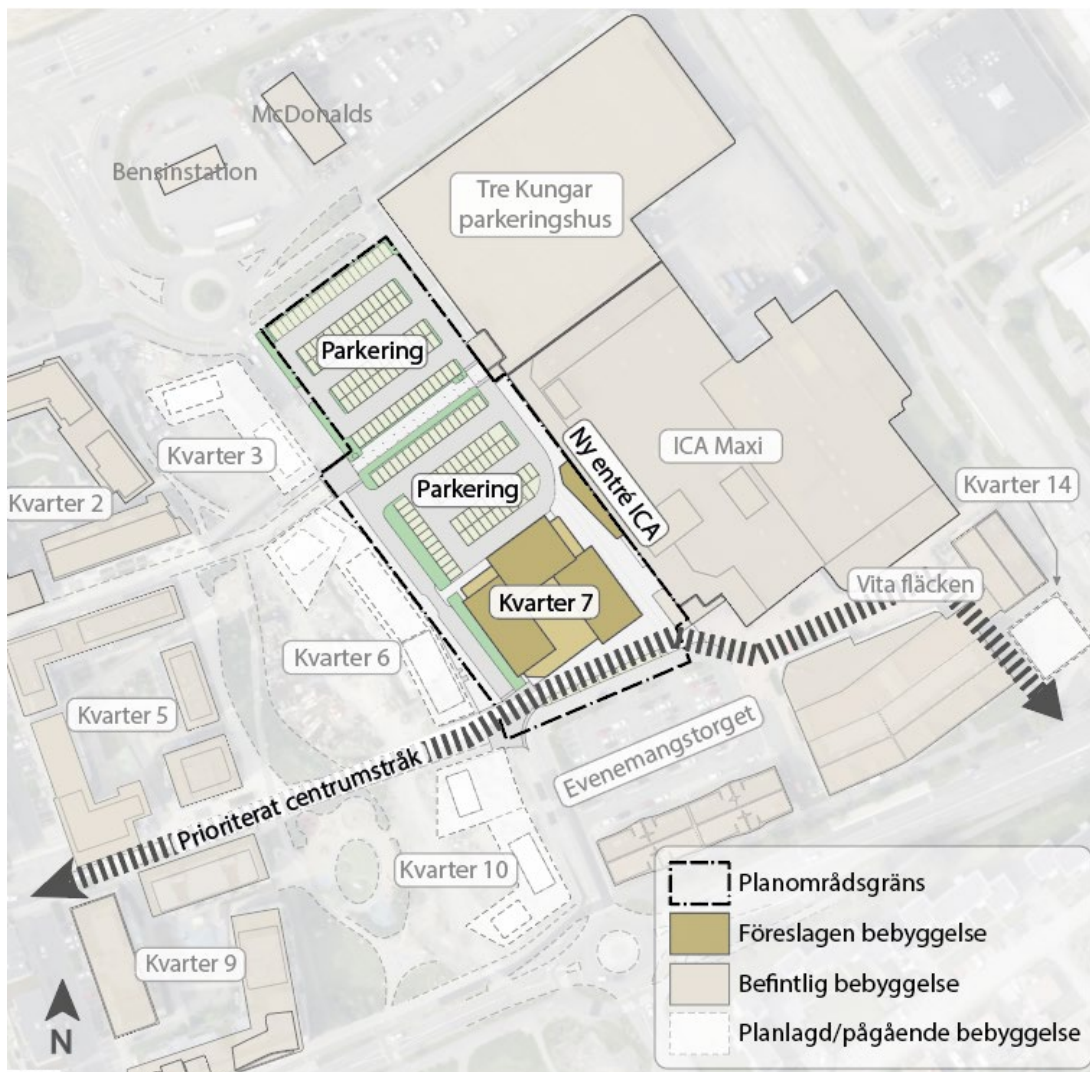 McDonalds
Bensinstation
Tre Kungar
parkeringshus
Parkering
Kvarter 3
Ny entré ICA
ICA Maxi
Kvarter 14
Kvarter 2
Parkering
Vita fläcken
Kvarter 7
Kvarter 6
Kvarter 5
Evenemangstorget
Prioriterat centrumstråk
Kvarter 10
Kvarter 9
N
Planområdsgräns
Föreslagen bebyggelse
Befintlig bebyggelse
Planlagd/pågående bebyggelse